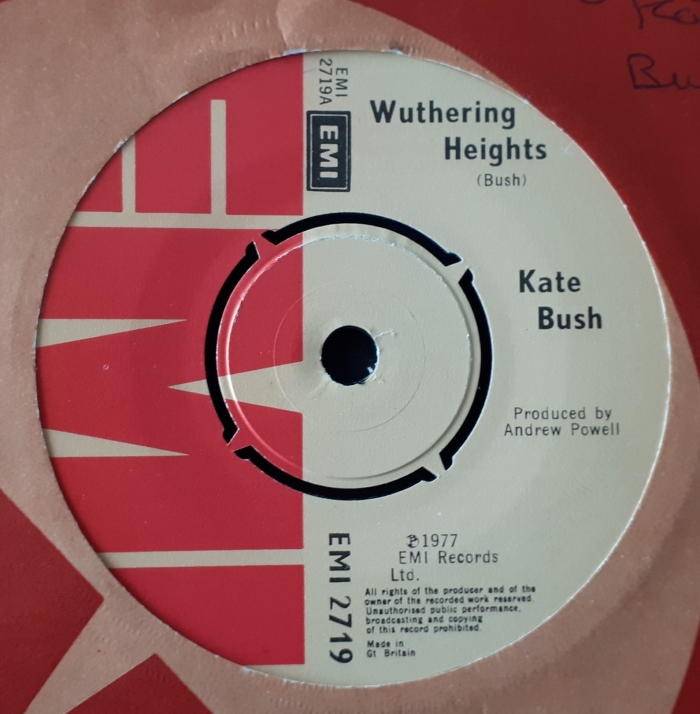 EMI
2719A
EMI
Wuthering
Heights
(Bush)
Kate
Bush
Produced by
Andrew Powell
EMI 2719
℗1977
EMI Records
Ltd.
All rights of the producer and of the
owner of the recorded work reserved.
Unauthorised public performance,
broadcasting and copying
of this record prohibited.
Made in
Gt Britain
EMI